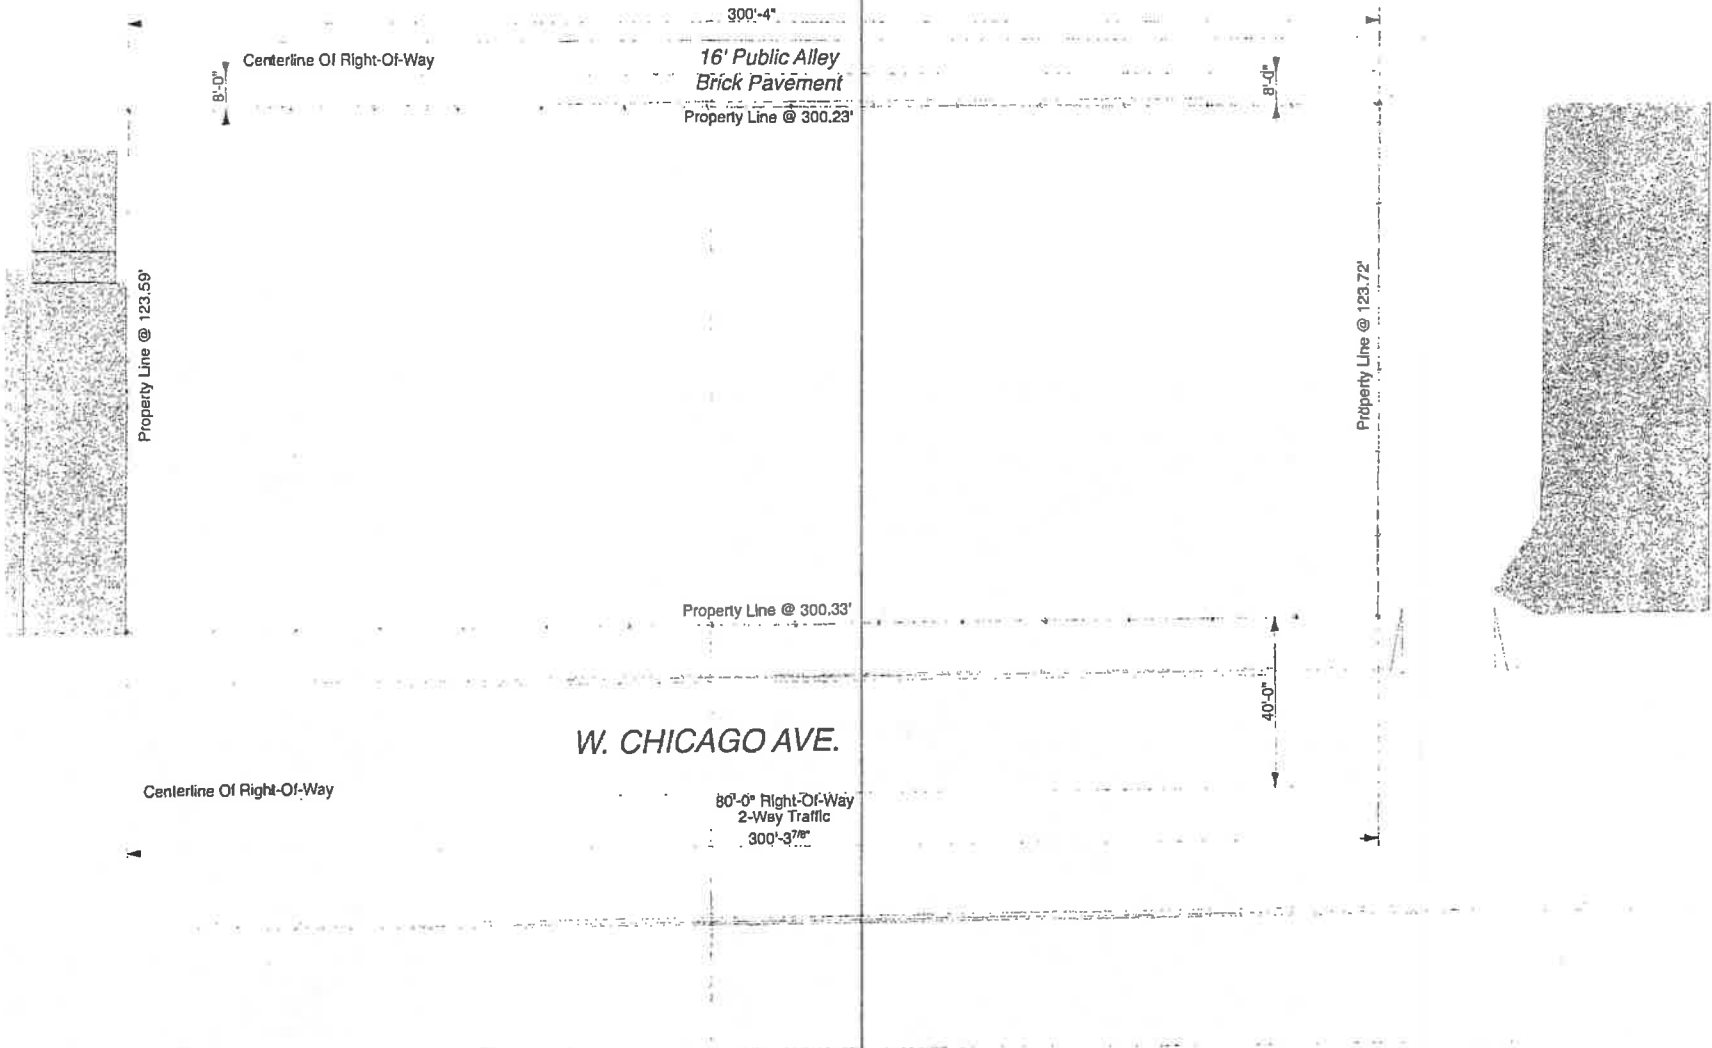 300'-4"
Centerline Of Right-Of-Way
16' Public Alley
Brick Pavement
8'-0"
8'-0"
Property Line @ 300.23'
Property Line @ 123.59'
Property Line @ 123.72'
Property Line @ 300.33'
40'-0"
W. CHICAGO AVE.
Centerline Of Right-Of-Way
80'-0" Right-Of-Way
2-Way Traffic
300'-3 7/8"